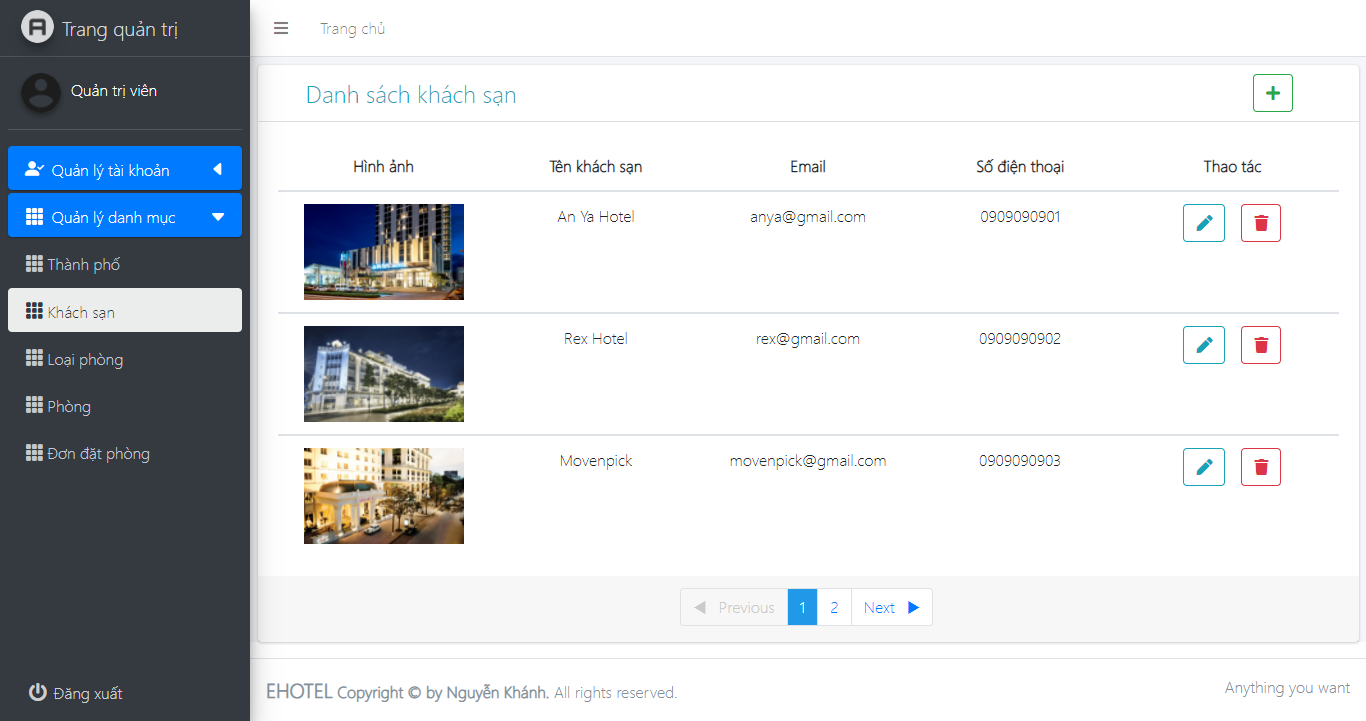 Trang quản trị
Quản trị viên
Quản lý tài khoản
Quản lý danh mục
Thành phố
Khách sạn
Loại phòng
Phòng
Đơn đặt phòng
Đăng xuất
Trang chủ
Danh sách khách sạn
Hình ảnh Tên khách sạn Email Số điện thoại Thao tác
An Ya Hotel anya@gmail.com 0909090901
Rex Hotel rex@gmail.com 0909090902
Movenpick movenpick@gmail.com 0909090903
Previous 1 2 Next
EHOTEL Copyright © by Nguyễn Khánh. All rights reserved.
Anything you want